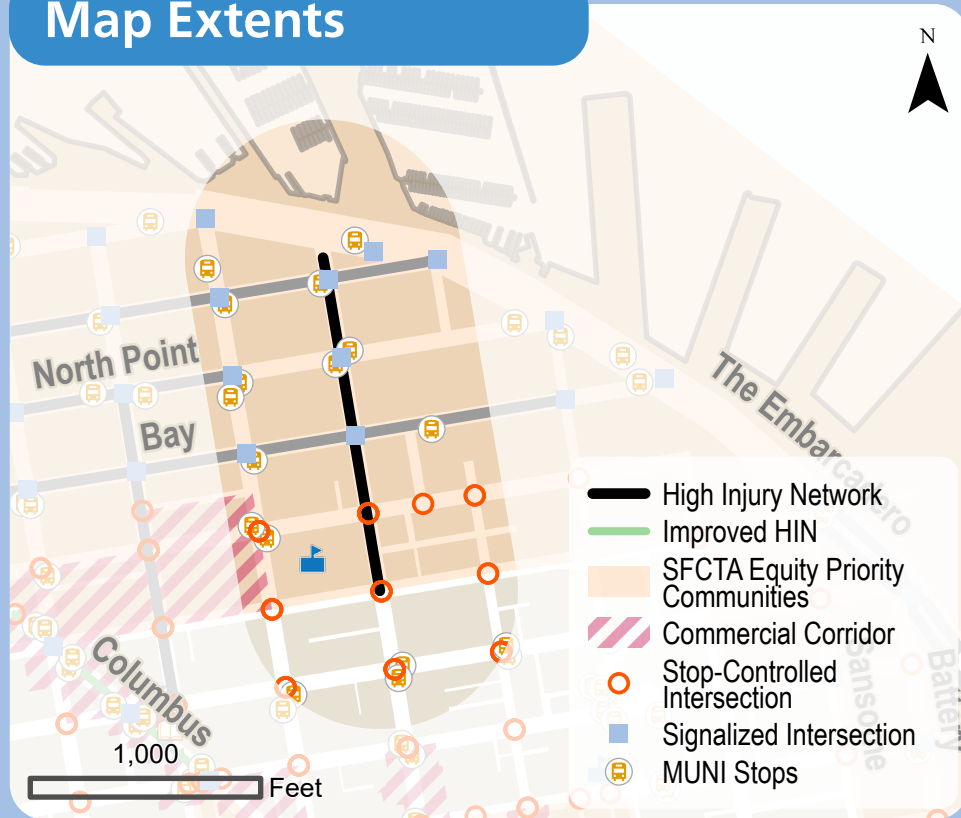 Map Extents
N
North Point
Bay
Columbus
The Embarcadero
Sansome
Battery
1,000
Feet
High Injury Network
Improved HIN
SFCTA Equity Priority
Communities
Commercial Corridor
Stop-Controlled
Intersection
Signalized Intersection
MUNI Stops